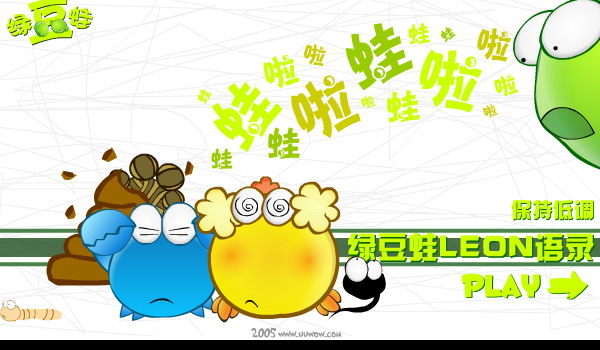 绿豆蛙
蛙 啦 啦 蛙 蛙 蛙 啦
蛙 啦 啦 蛙 啦 啦
蛙 蛙 啦
保持低调
绿豆蛙LEON语录
PLAY
2005 www.uuwow.com